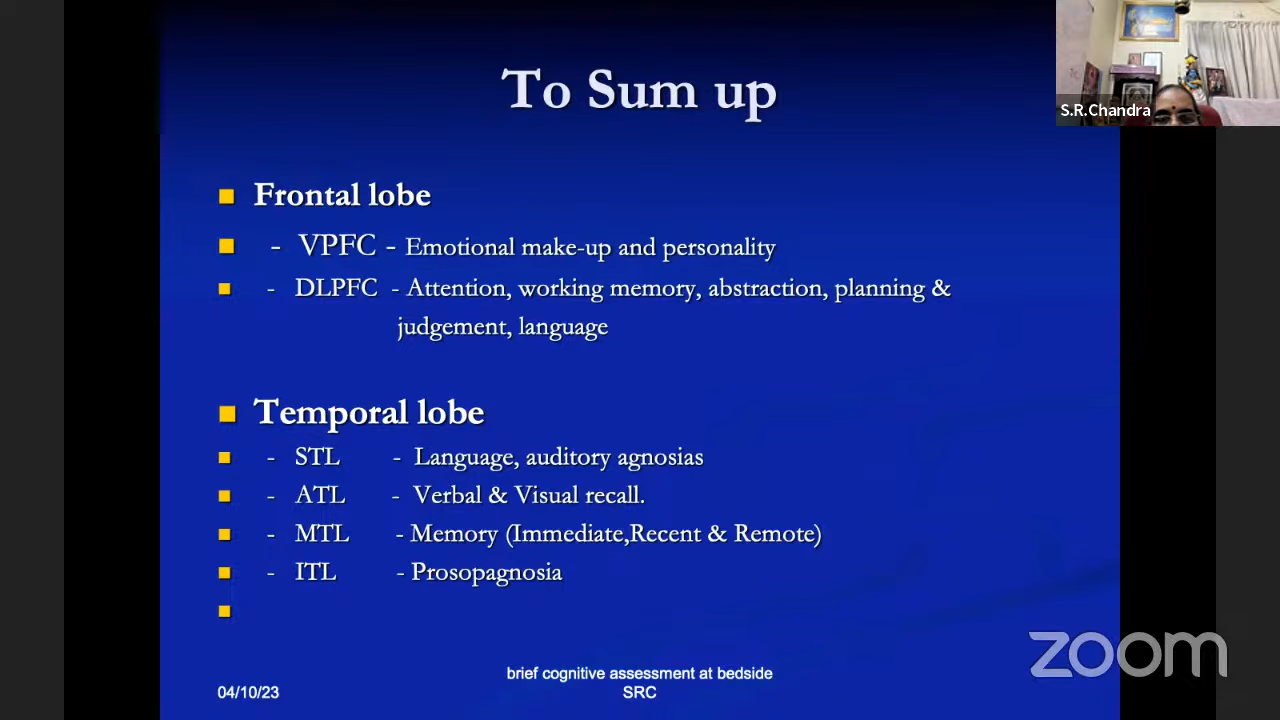 To Sum up
S.R.Chandra
Frontal lobe
- VPFC - Emotional make-up and personality
- DLPFC - Attention, working memory, abstraction, planning &
judgement, language
Temporal lobe
- STL - Language, auditory agnosias
- ATL - Verbal & Visual recall.
- MTL - Memory (Immediate,Recent & Remote)
- ITL - Prosopagnosia
brief cognitive assessment at bedside
04/10/23 SRC
zoom